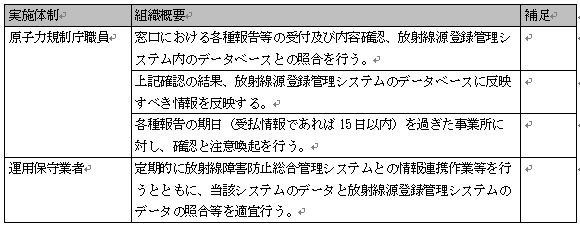 実施体制 組織概要 補足
原子力規制庁職員 窓口における各種報告等の受付及び内容確認、放射線源登録管理シ
ステム内のデータベースとの照合を行う。
上記確認の結果、放射線源登録管理システムのデータベースに反映
すべき情報を反映する。
各種報告の期日（受払情報であれば 15 日以内）を過ぎた事業所に
対し、確認と注意喚起を行う。
運用保守業者 定期的に放射線障害防止総合管理システムとの情報連携作業等を行
うとともに、当該システムのデータと放射線源登録管理システムの
データの照合等を適宜行う。